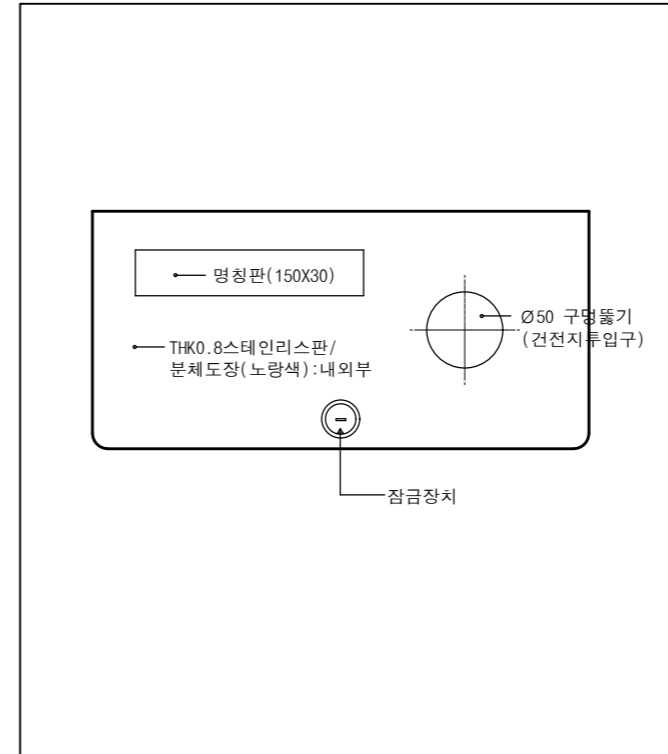 명칭판(150X30)
Ø50 구멍뚫기
(건전지투입구)
THK0.8스테인리스판/
분체도장(노랑색):내외부
잠금장치